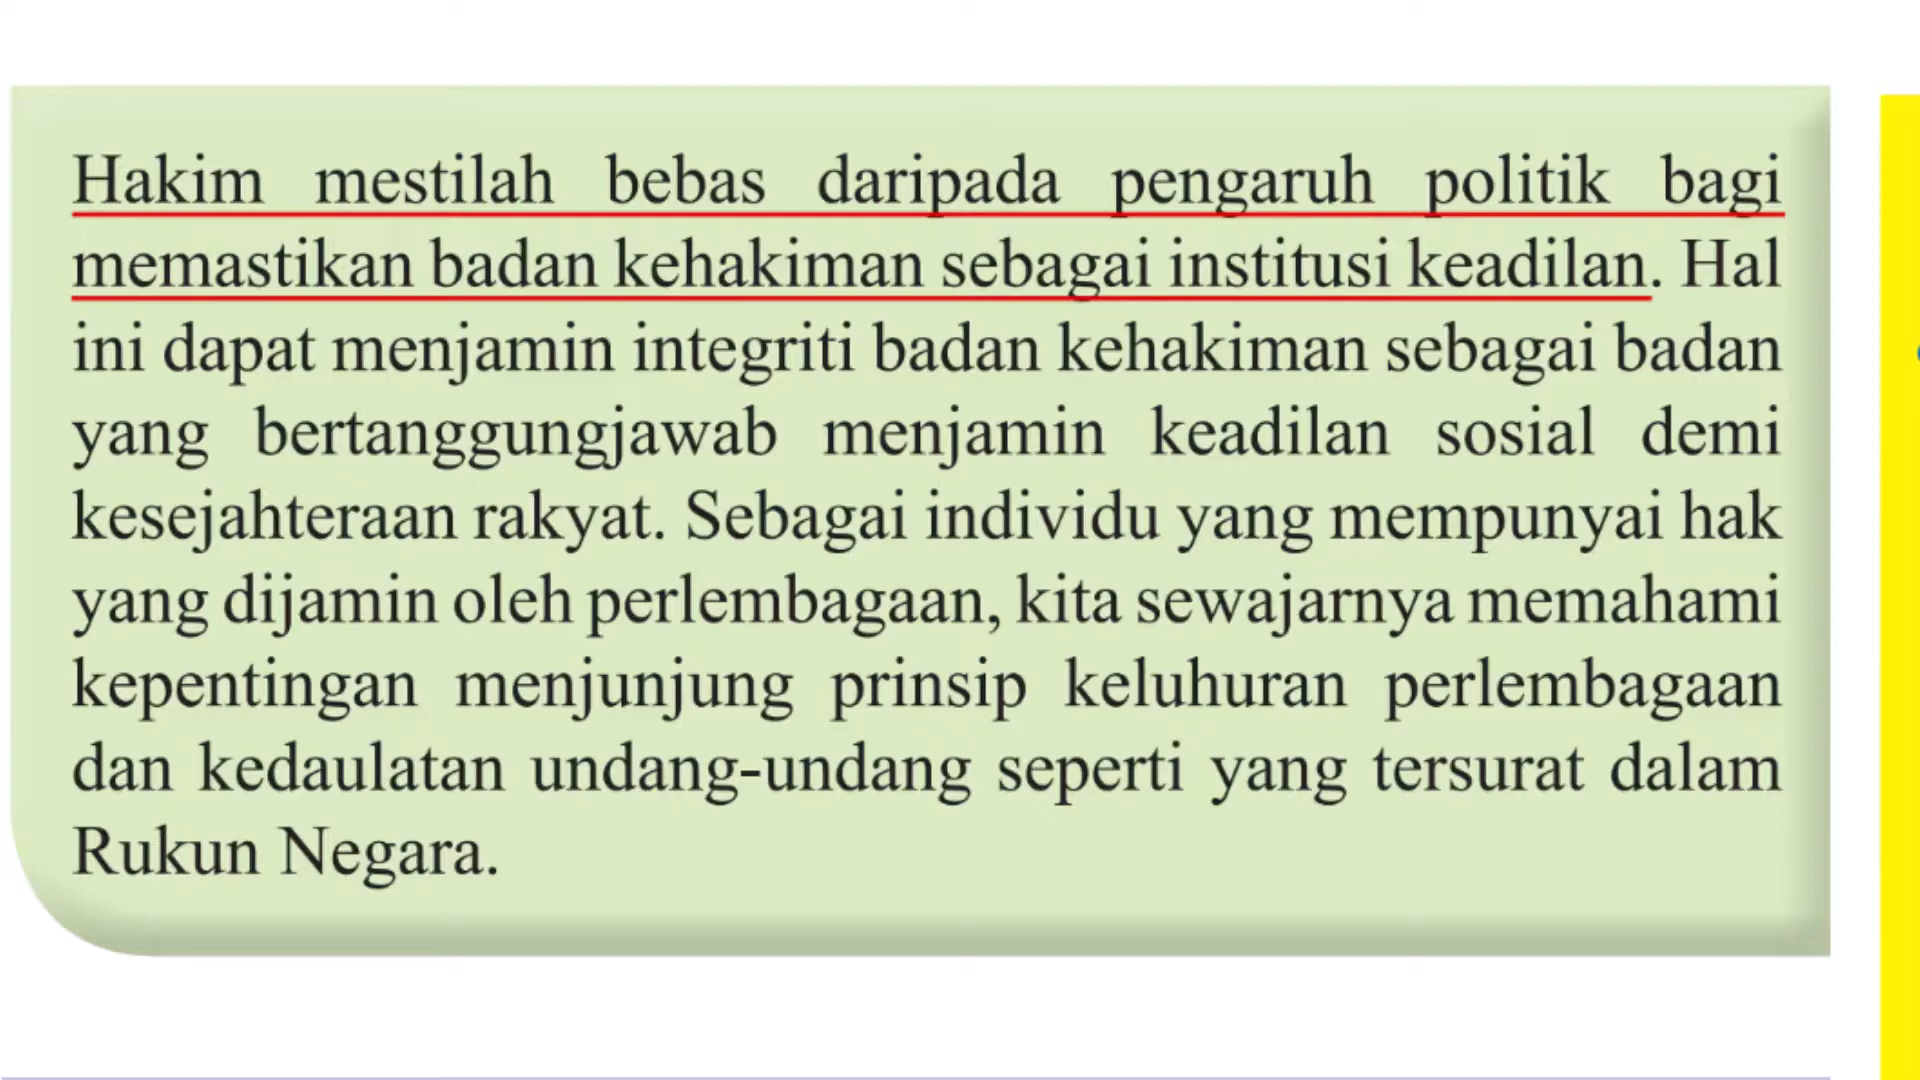 Hakim mestilah bebas daripada pengaruh politik bagi
memastikan badan kehakiman sebagai institusi keadilan. Hal
ini dapat menjamin integriti badan kehakiman sebagai badan
yang bertanggungjawab menjamin keadilan sosial demi
kesejahteraan rakyat. Sebagai individu yang mempunyai hak
yang dijamin oleh perlembagaan, kita sewajarnya memahami
kepentingan menjunjung prinsip keluhuran perlembagaan
dan kedaulatan undang-undang seperti yang tersurat dalam
Rukun Negara.